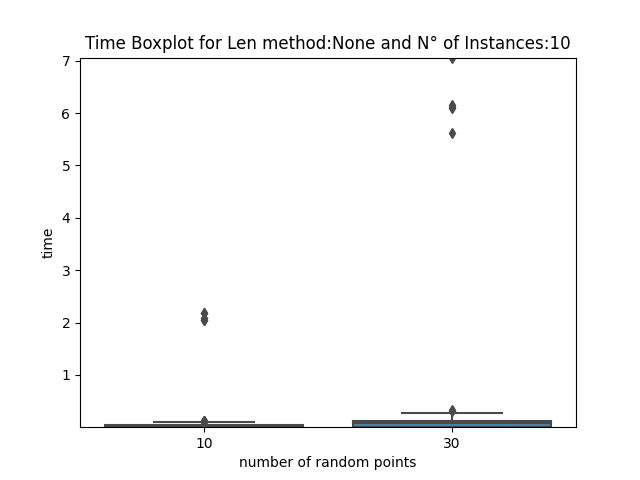 Time Boxplot for Len method:None and N° of Instances:10
7
6
5
4
3
2
1
time
10 30
number of random points